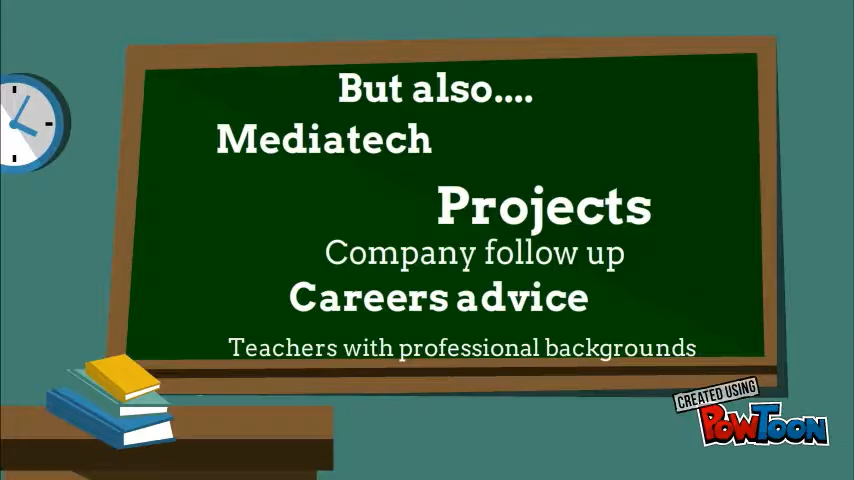 But also....
Mediatech
Projects
Company follow up
Careers advice
Teachers with professional backgrounds
CREATED USING
POWTOON